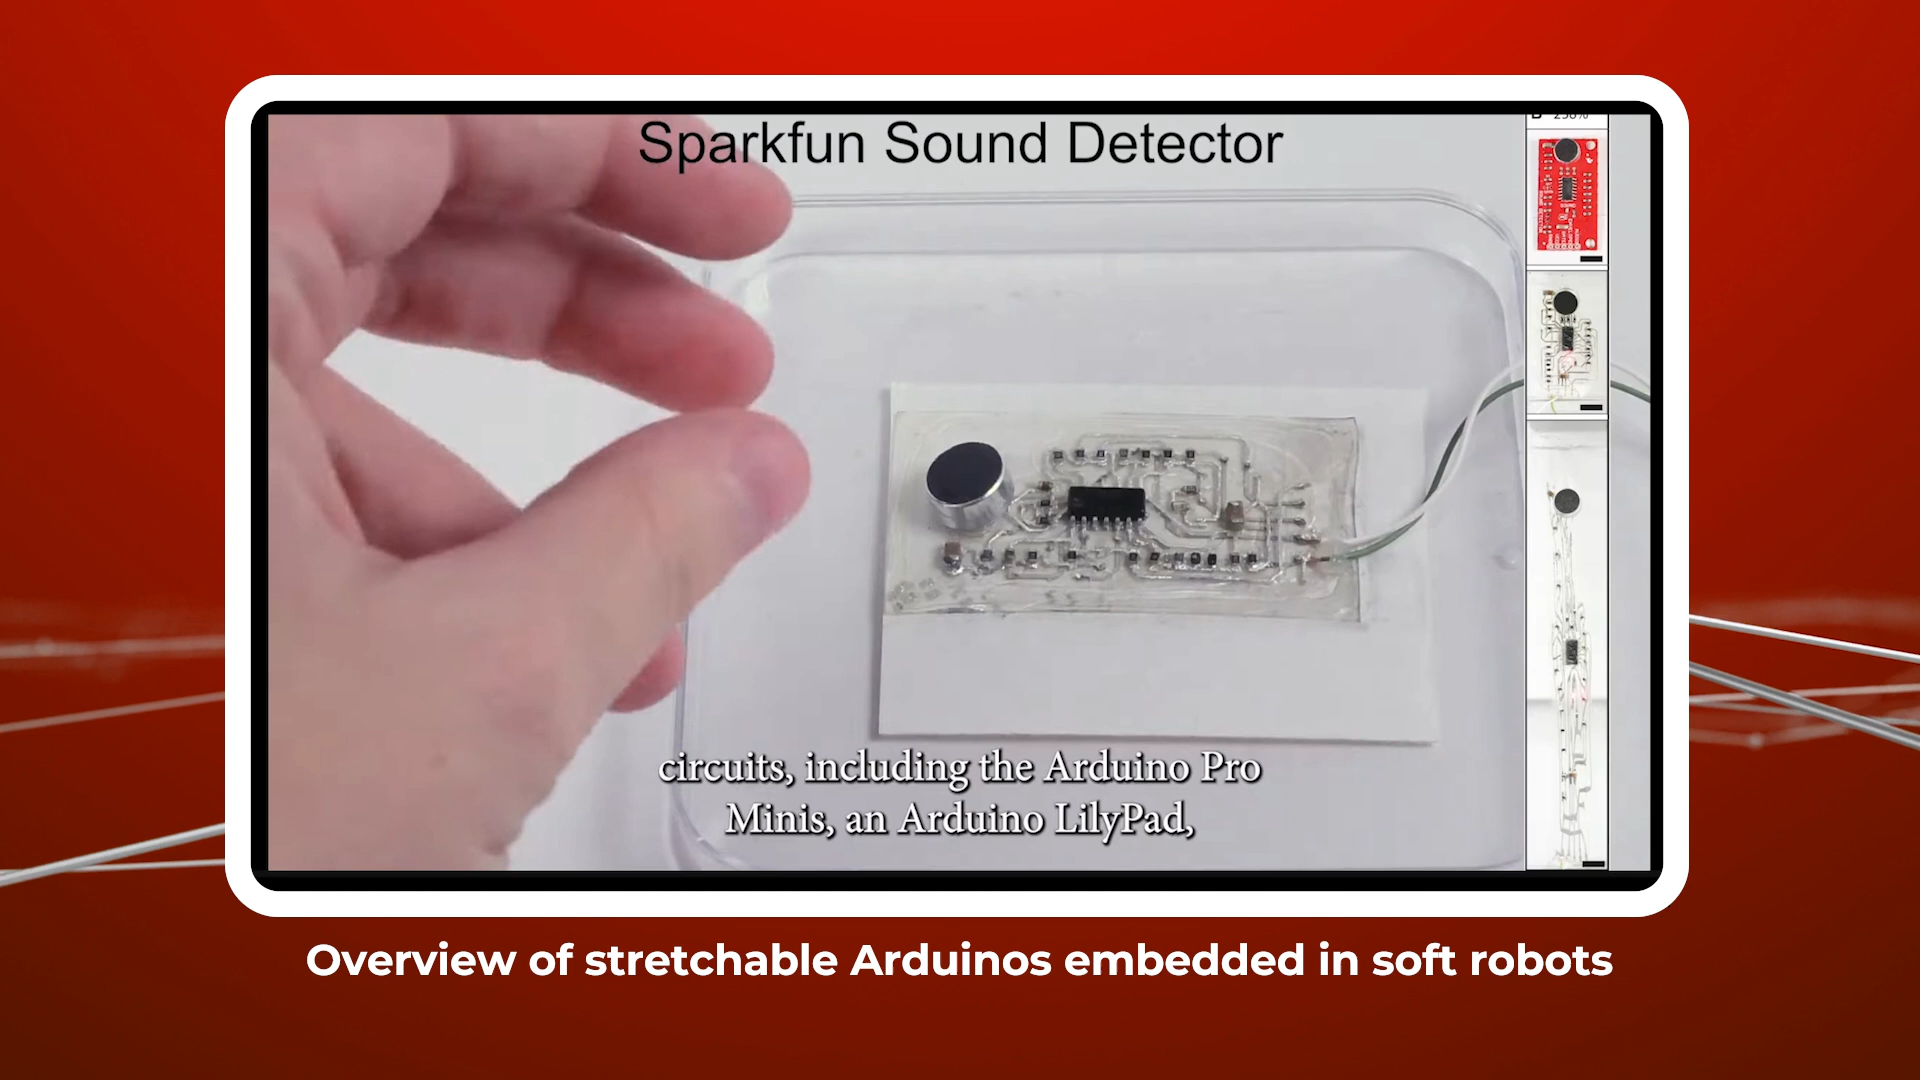 Sparkfun Sound Detector
circuits, including the Arduino Pro
Minis, an Arduino LilyPad,
Overview of stretchable Arduinos embedded in soft robots